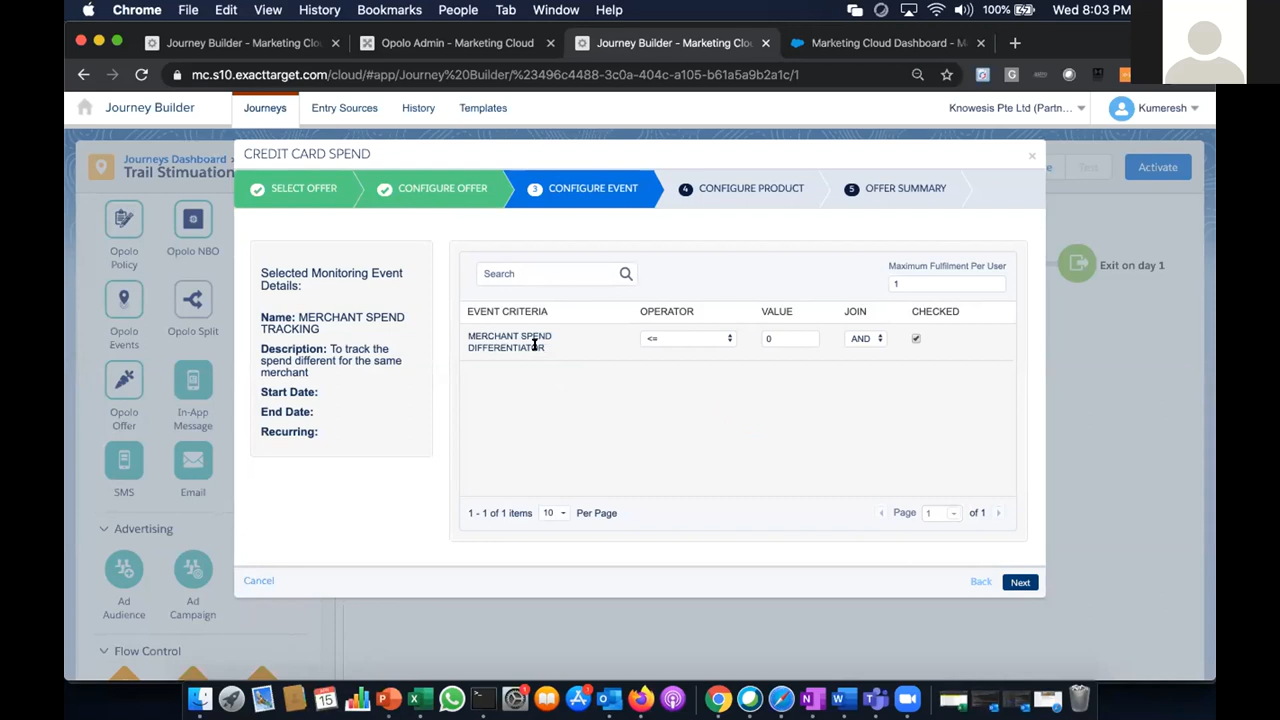 Chrome File Edit View History Bookmarks People Tab Window Help 100% Wed 8:03 PM
Journey Builder - Marketing Clo × Opolo Admin - Marketing Cloud × Journey Builder - Marketing Clo × Marketing Cloud Dashboard - M ×
mc.s10.exacttarget.com/cloud/#app/Journey%20Builder/%23496c4488-3c0a-404c-a105-b61a5a9b2a1c/1
Journey Builder Journeys Entry Sources History Templates Knowesis Pte Ltd (Partn... Kumeresh
Journeys Dashboard
Trail Stimuation
Test Activate
CREDIT CARD SPEND
SELECT OFFER CONFIGURE OFFER 3 CONFIGURE EVENT 4 CONFIGURE PRODUCT 5 OFFER SUMMARY
Opolo Policy
Opolo NBO
Opolo Events
Opolo Split
Opolo Offer
In-App Message
SMS
Email
Advertising
Ad Audience
Ad Campaign
Flow Control
Selected Monitoring Event
Details:
Name: MERCHANT SPEND
TRACKING
Description: To track the
spend different for the same
merchant
Start Date:
End Date:
Recurring:
Search
Maximum Fulfilment Per User
1
EVENT CRITERIA OPERATOR VALUE JOIN CHECKED
MERCHANT SPEND
DIFFERENTIATOR
<= 0 AND
1 - 1 of 1 items 10 Per Page Page 1 of 1
Cancel Back Next
Exit on day 1